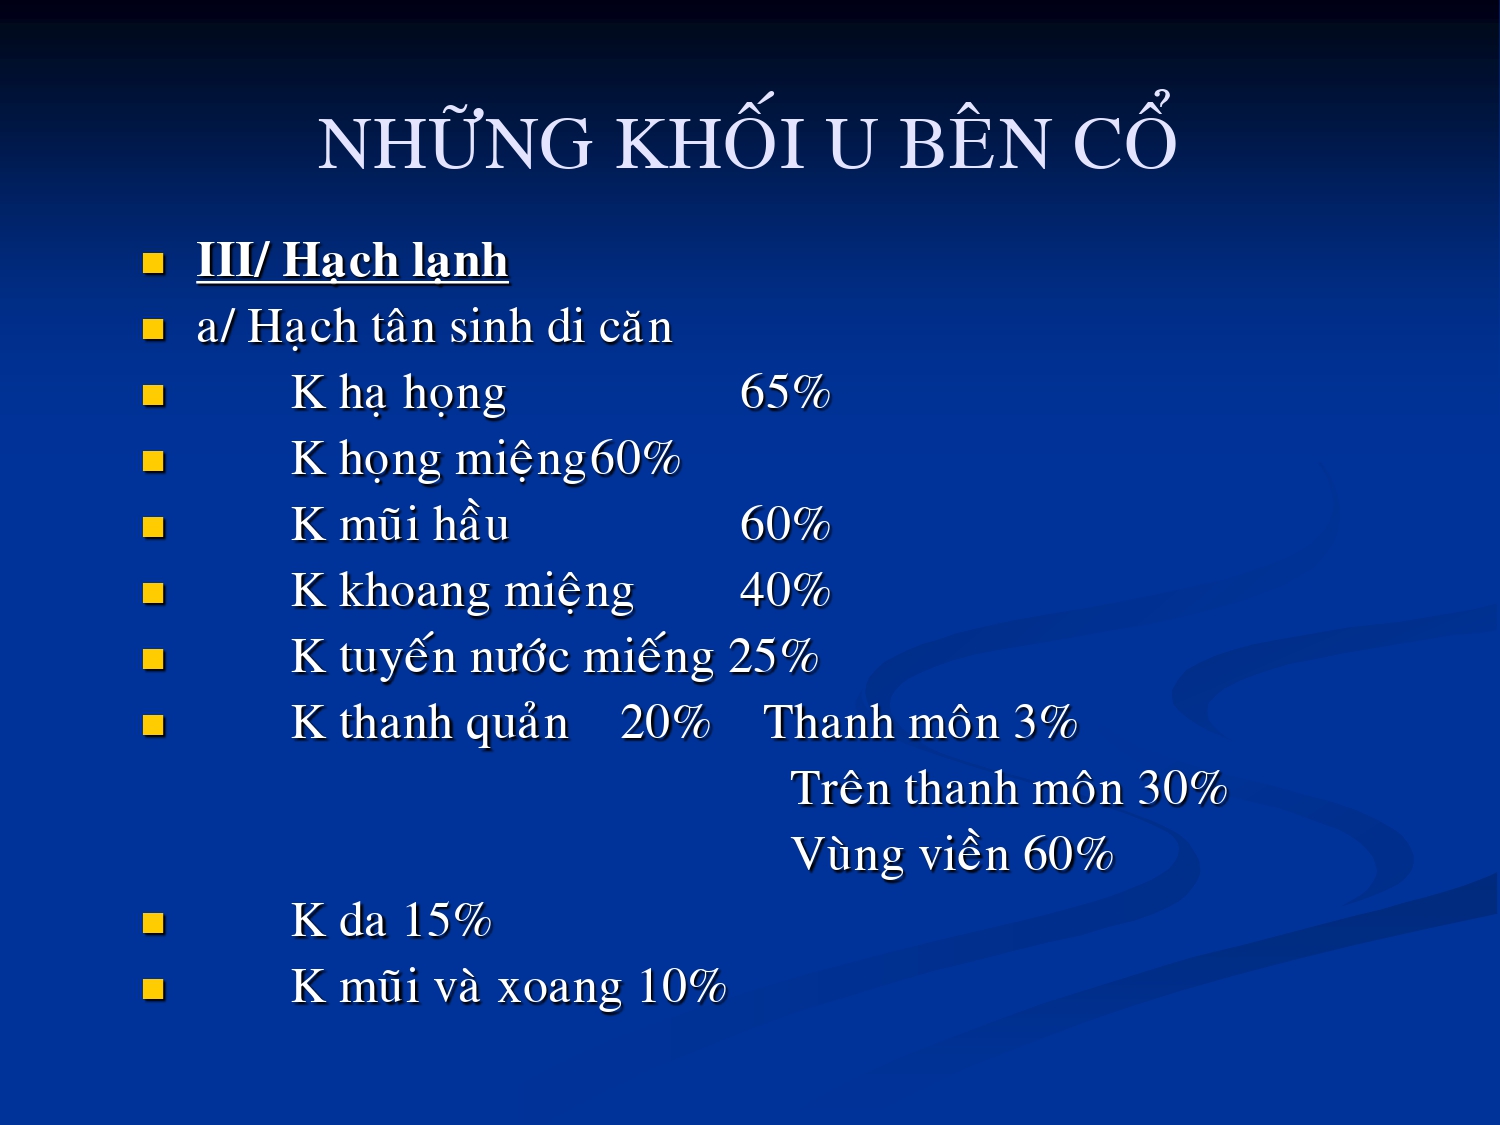 NHỮNG KHỐI U BÊN CỔ
III/ Hạch lạnh
a/ Hạch tân sinh di căn
K hạ họng 65%
K họng miệng60%
K mũi hầu 60%
K khoang miệng 40%
K tuyến nước miếng 25%
K thanh quản 20% Thanh môn 3%
Trên thanh môn 30%
Vùng viền 60%
K da 15%
K mũi và xoang 10%